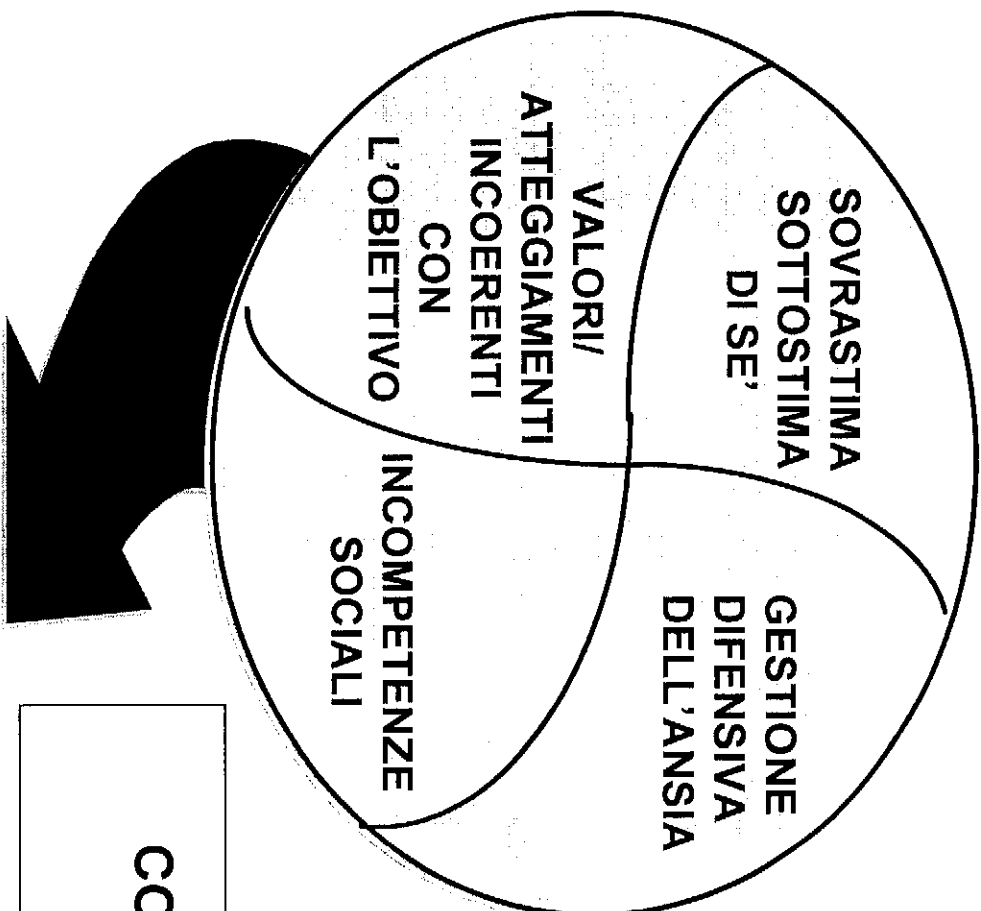 SOVRASTIMA
SOTTOSTIMA
DI SE'
GESTIONE
DIFENSIVA
DELL'ANSIA
VALORI/
ATTEGGIAMENTI
INCOERENTI
CON
L'OBIETTIVO
INCOMPETENZE
SOCIALI